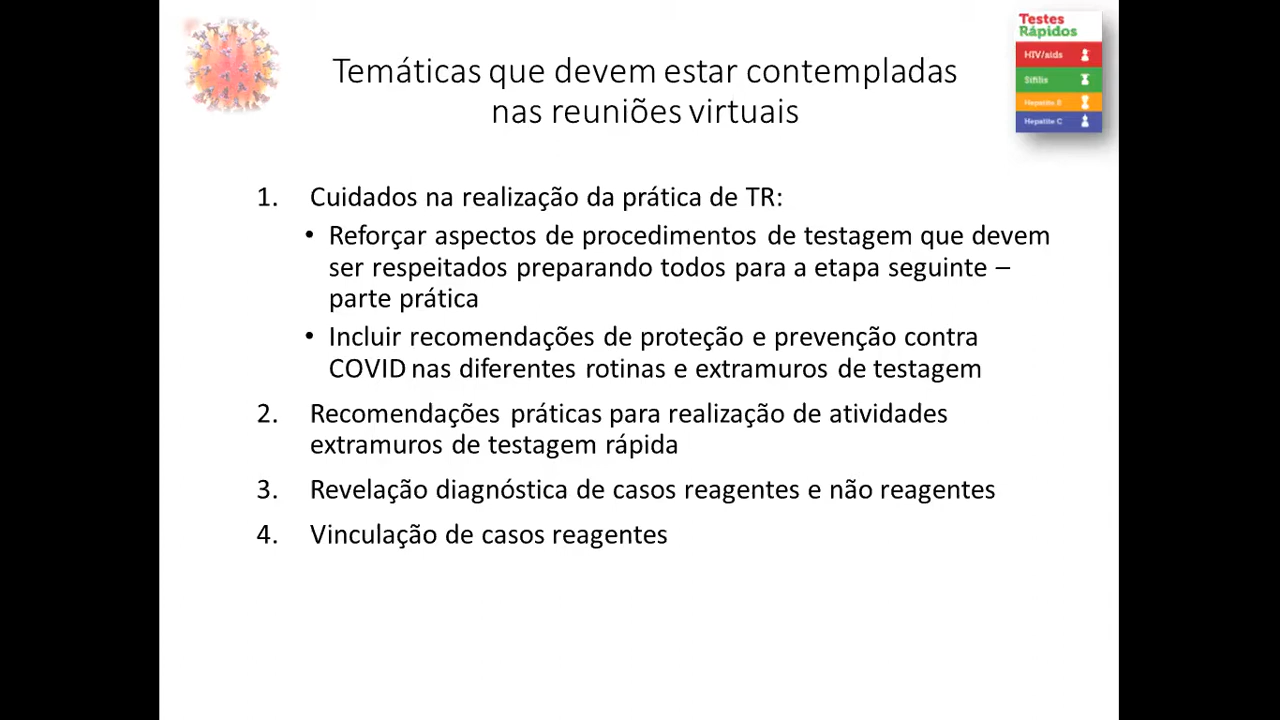 Testes
Rápidos
HIV/aids
Sífilis
Hepatite B
Hepatite C
Temáticas que devem estar contempladas
nas reuniões virtuais
1. Cuidados na realização da prática de TR:
• Reforçar aspectos de procedimentos de testagem que devem
ser respeitados preparando todos para a etapa seguinte –
parte prática
• Incluir recomendações de proteção e prevenção contra
COVID nas diferentes rotinas e extramuros de testagem
2. Recomendações práticas para realização de atividades
extramuros de testagem rápida
3. Revelação diagnóstica de casos reagentes e não reagentes
4. Vinculação de casos reagentes